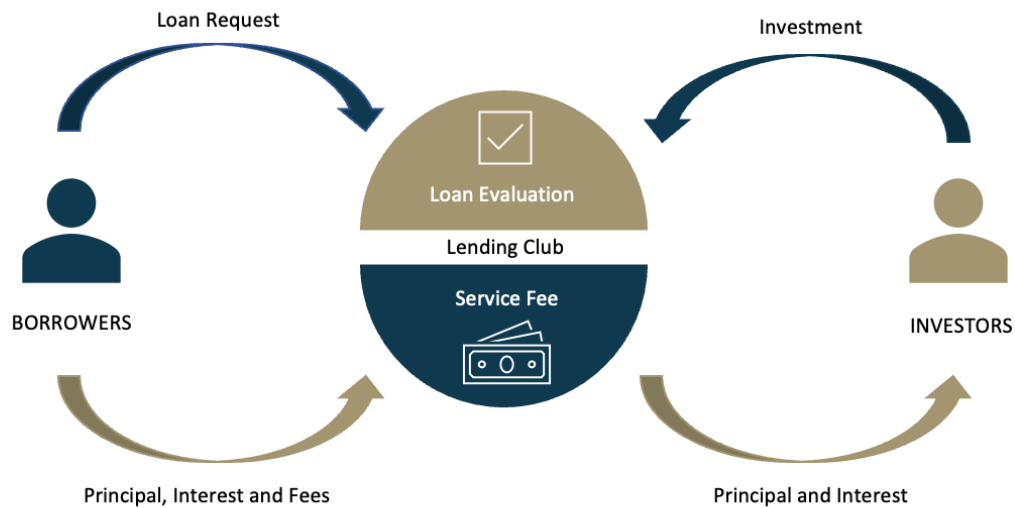 Loan Request
Investment
Loan Evaluation
Lending Club
Service Fee
BORROWERS
INVESTORS
Principal, Interest and Fees
Principal and Interest